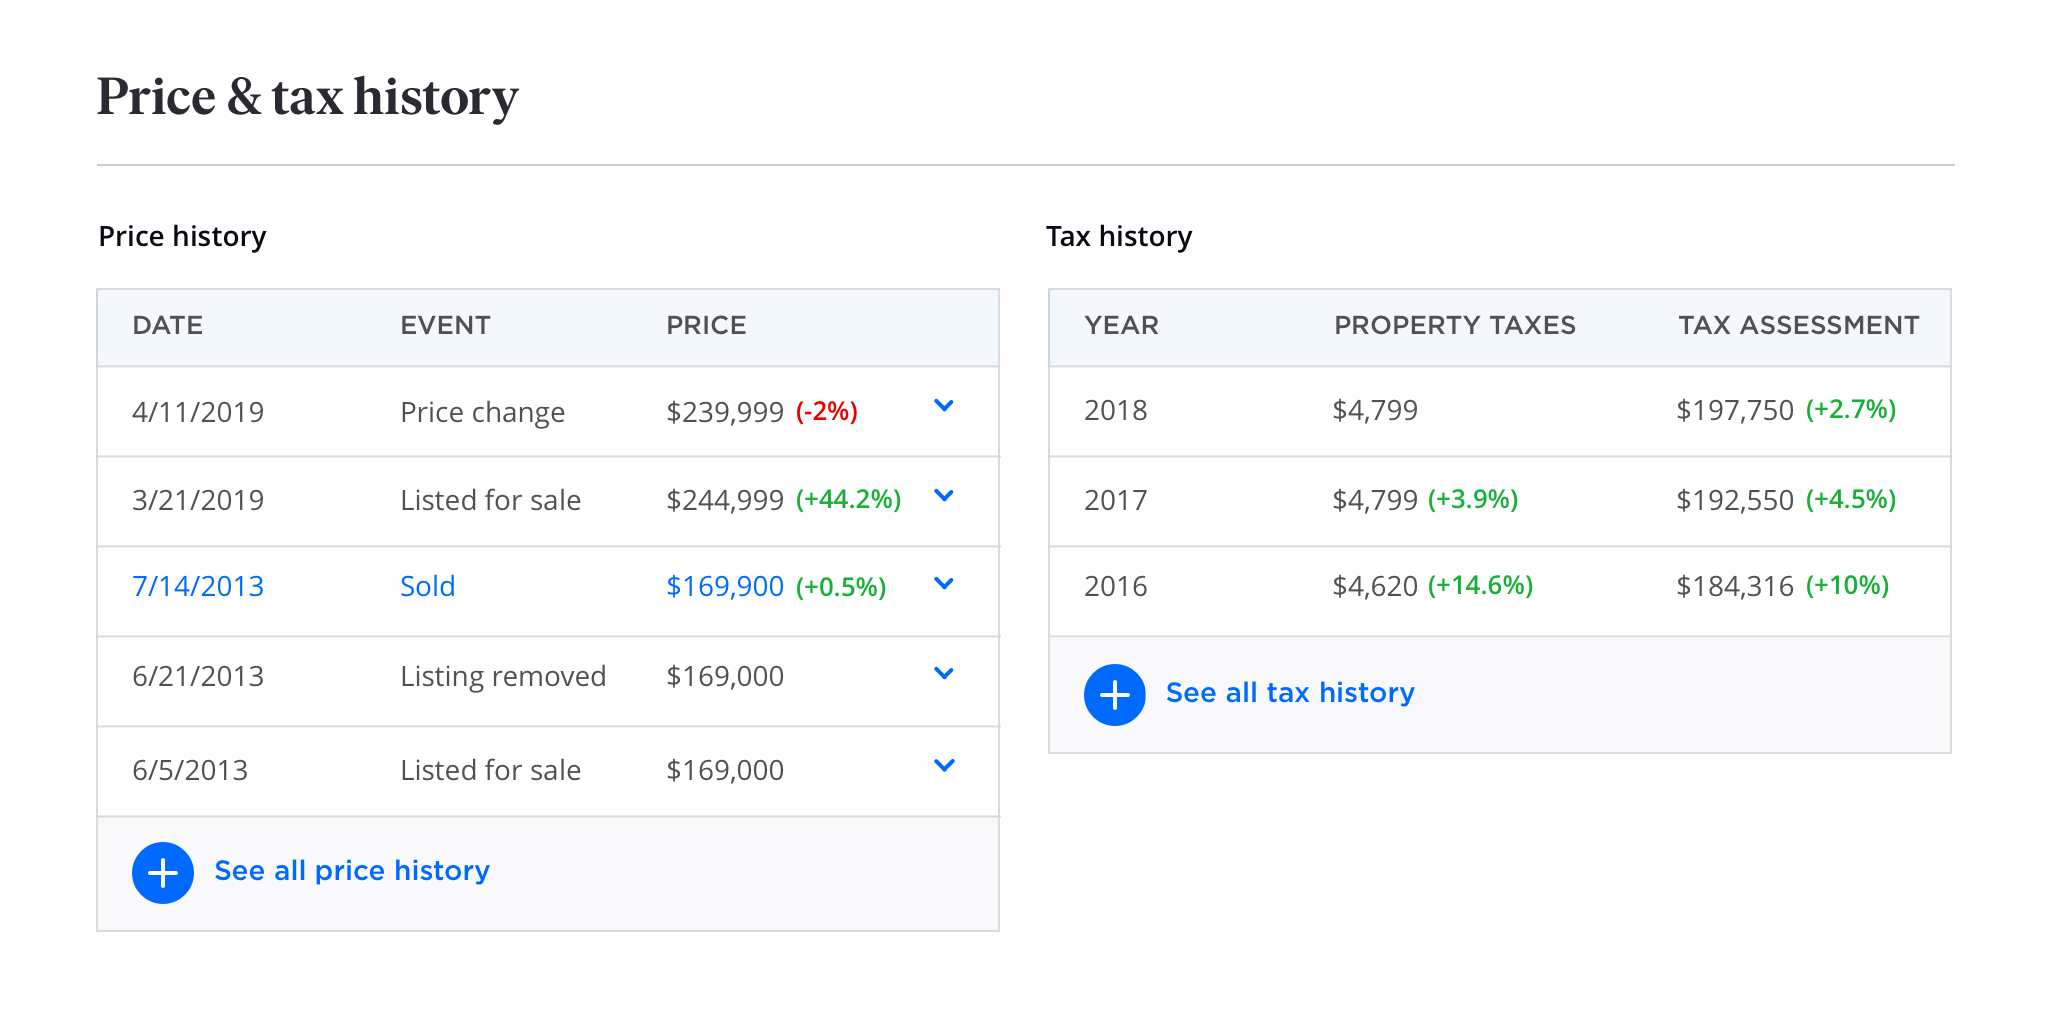 Price & tax history
Price history
DATE EVENT PRICE
4/11/2019 Price change $239,999 (-2%)
3/21/2019 Listed for sale $244,999 (+44.2%)
7/14/2013 Sold $169,900 (+0.5%)
6/21/2013 Listing removed $169,000
6/5/2013 Listed for sale $169,000
See all price history
Tax history
YEAR PROPERTY TAXES TAX ASSESSMENT
2018 $4,799 $197,750 (+2.7%)
2017 $4,799 (+3.9%) $192,550 (+4.5%)
2016 $4,620 (+14.6%) $184,316 (+10%)
See all tax history